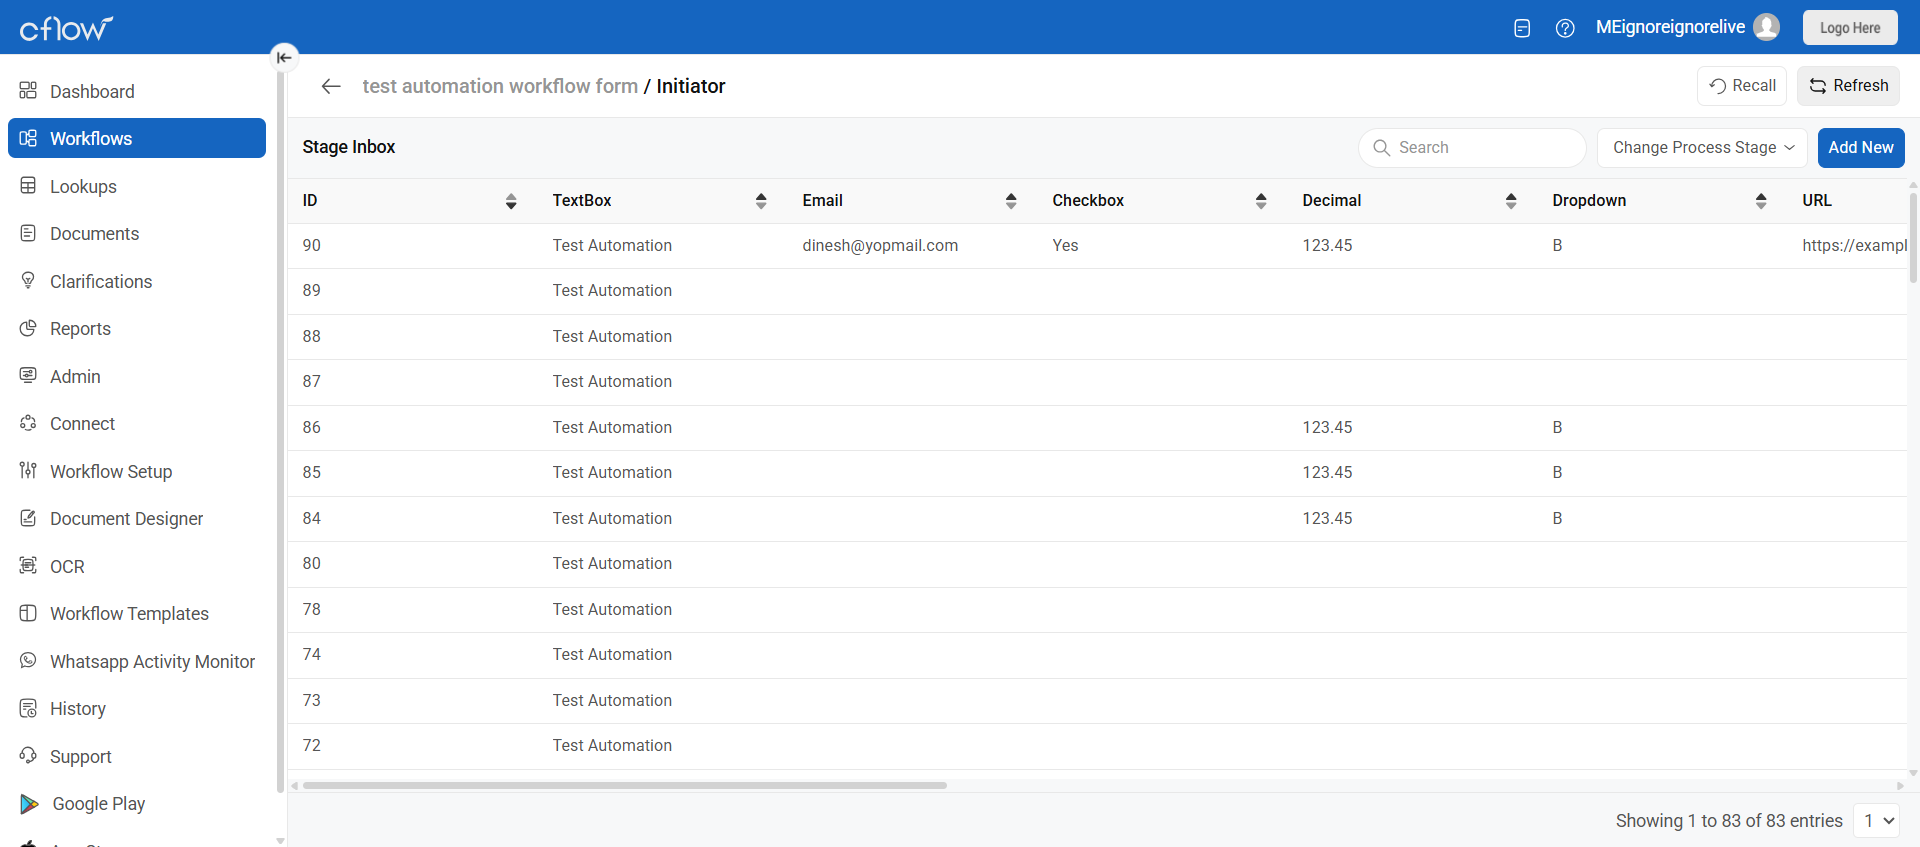 cflow
MEignoreignorelive
Logo Here
Dashboard
Workflows
Lookups
Documents
Clarifications
Reports
Admin
Connect
Workflow Setup
Document Designer
OCR
Workflow Templates
Whatsapp Activity Monitor
History
Support
Google Play
test automation workflow form / Initiator
Recall
Refresh
Stage Inbox
Search
Change Process Stage
Add New
ID TextBox Email Checkbox Decimal Dropdown URL
90 Test Automation dinesh@yopmail.com Yes 123.45 B https://exampl
89 Test Automation
88 Test Automation
87 Test Automation
86 Test Automation 123.45 B
85 Test Automation 123.45 B
84 Test Automation 123.45 B
80 Test Automation
78 Test Automation
74 Test Automation
73 Test Automation
72 Test Automation
Showing 1 to 83 of 83 entries 1